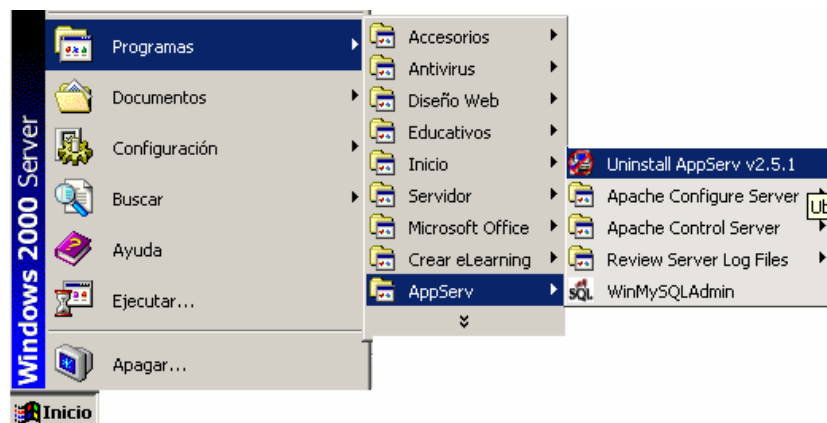 Windows 2000 Server
Programas
Documentos
Configuración
Buscar
Ayuda
Ejecutar...
Apagar...
Inicio
Accesorios
Antivirus
Diseño Web
Educativos
Inicio
Servidor
Microsoft Office
Crear eLearning
AppServ
Uninstall AppServ v2.5.1
Apache Configure Server
Apache Control Server
Review Server Log Files
SQL WinMySQLAdmin